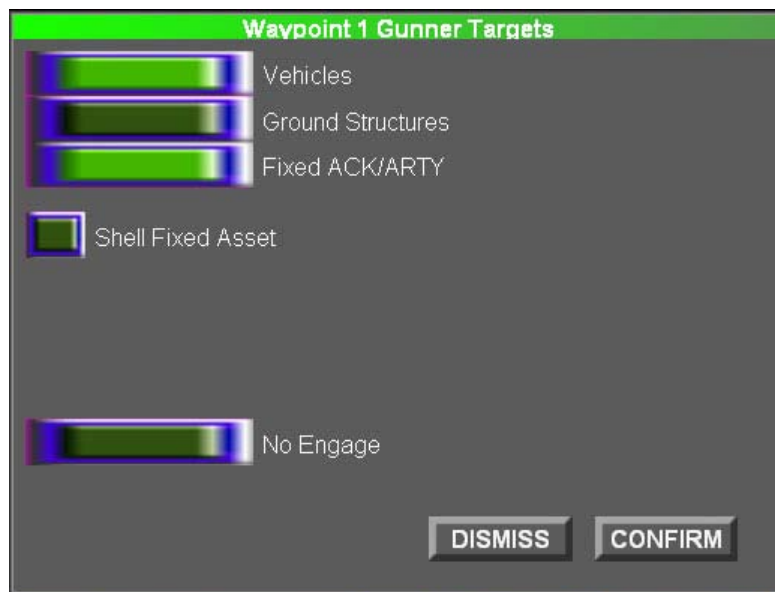 Waypoint 1 Gunner Targets
Vehicles
Ground Structures
Fixed ACK/ARTY
Shell Fixed Asset
No Engage
DISMISS CONFIRM